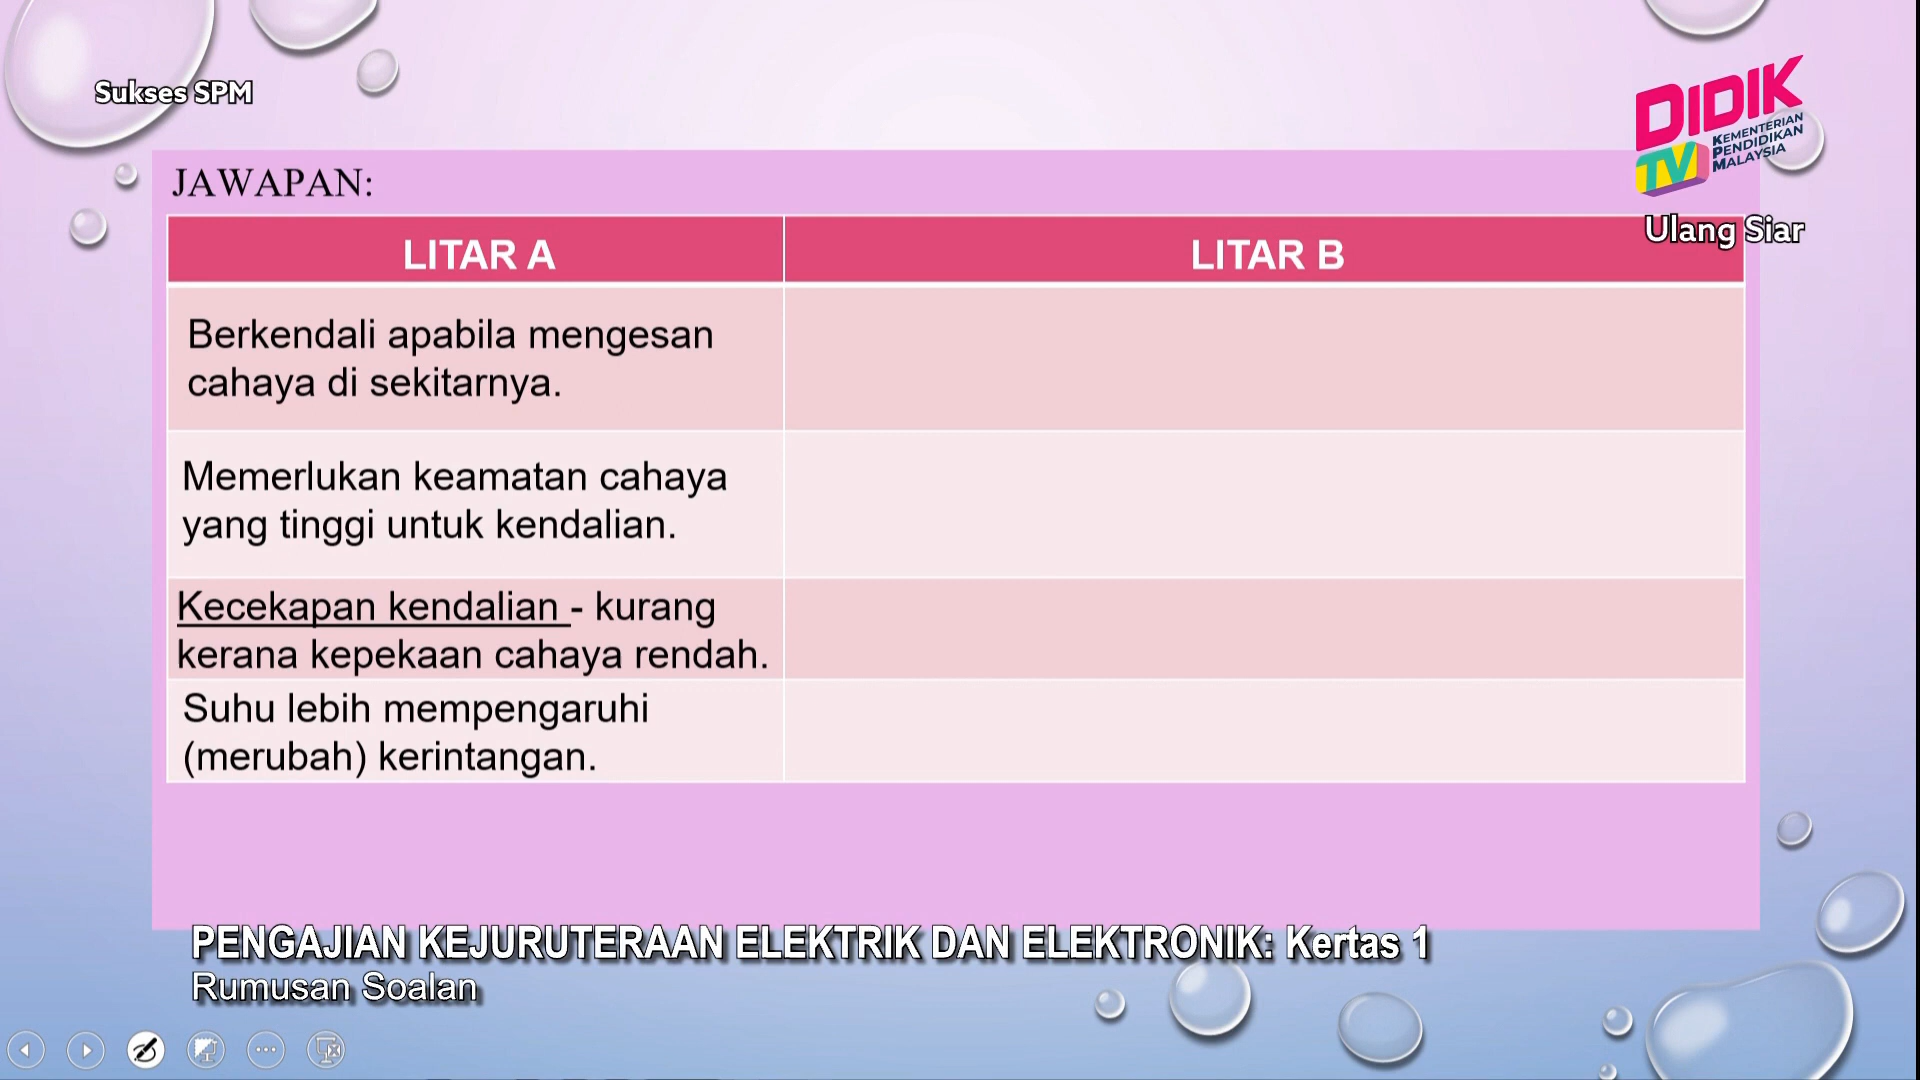 Sukses SPM
DIDIK
TV
KEMENTERIAN
PENDIDIKAN
MALAYSIA
Ulang Siar
JAWAPAN:
LITAR A
LITAR B
Berkendali apabila mengesan
cahaya di sekitarnya.
Memerlukan keamatan cahaya
yang tinggi untuk kendalian.
Kecekapan kendalian - kurang
kerana kepekaan cahaya rendah.
Suhu lebih mempengaruhi
(merubah) kerintangan.
PENGAJIAN KEJURUTERAAN ELEKTRIK DAN ELEKTRONIK: Kertas 1
Rumusan Soalan